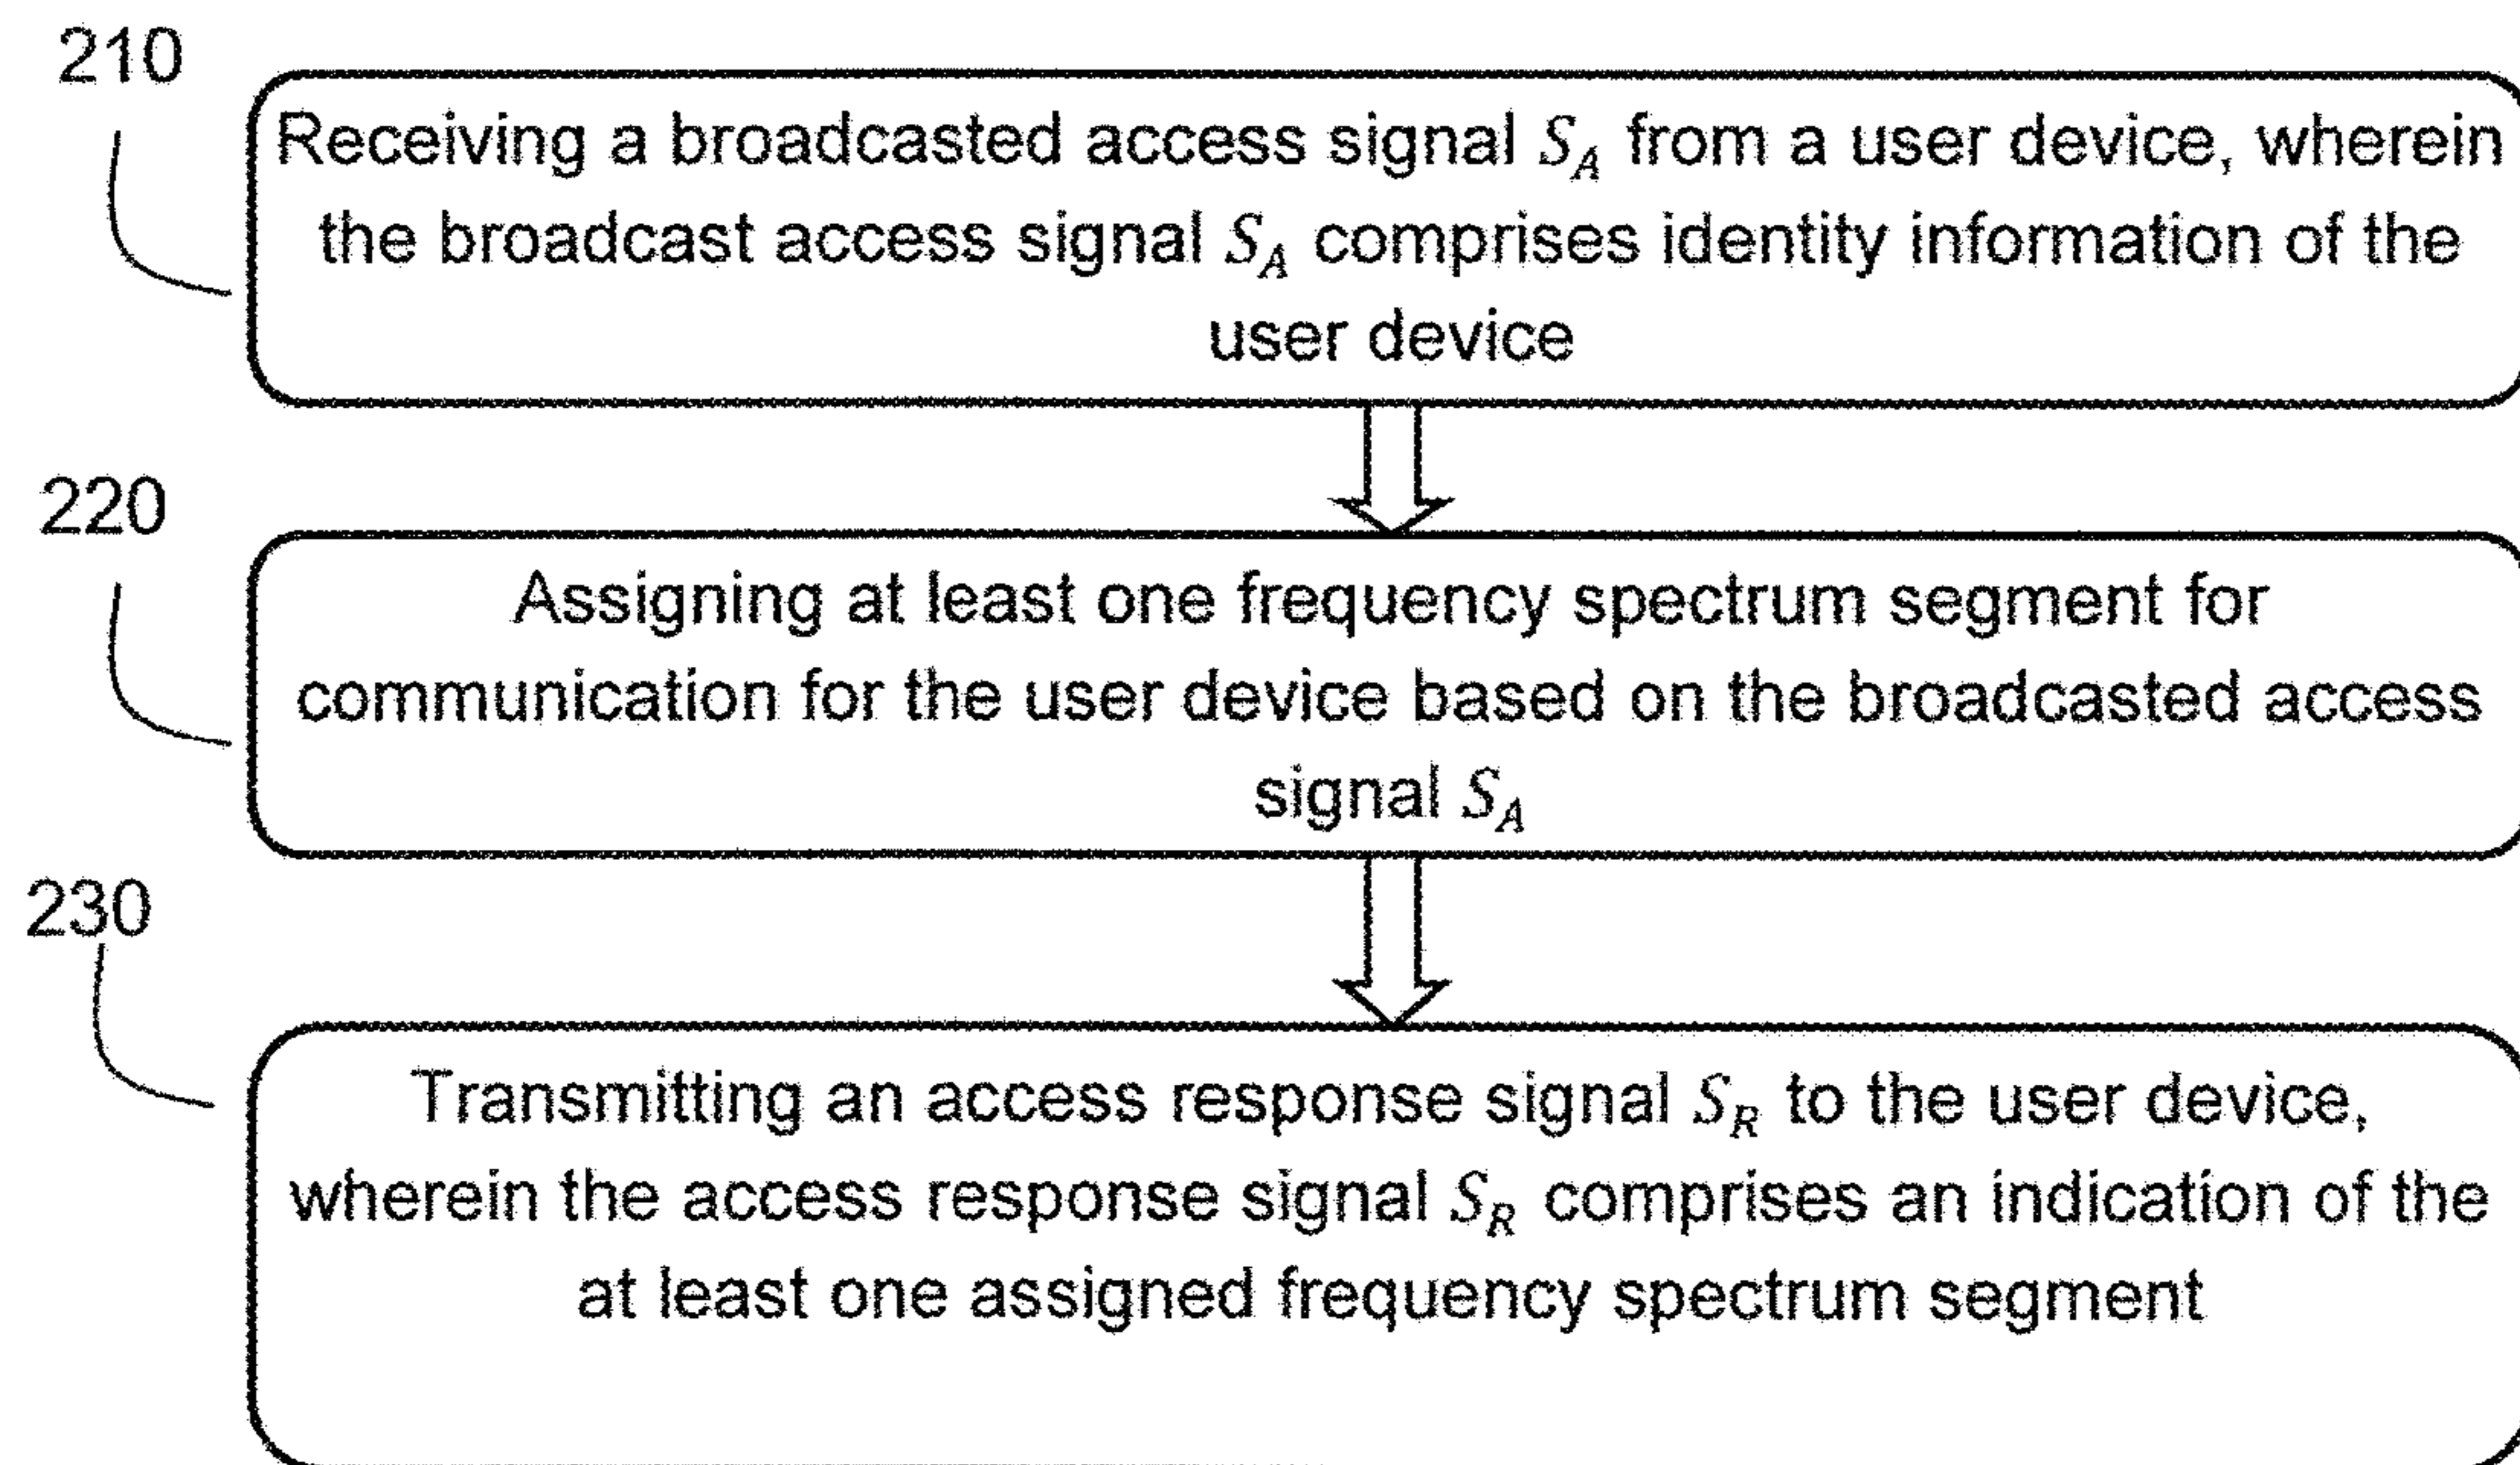 210
Receiving a broadcasted access signal S_A from a user device, wherein
the broadcast access signal S_A comprises identity information of the
user device
220
Assigning at least one frequency spectrum segment for
communication for the user device based on the broadcasted access
signal S_A
230
Transmitting an access response signal S_R to the user device,
wherein the access response signal S_R comprises an indication of the
at least one assigned frequency spectrum segment